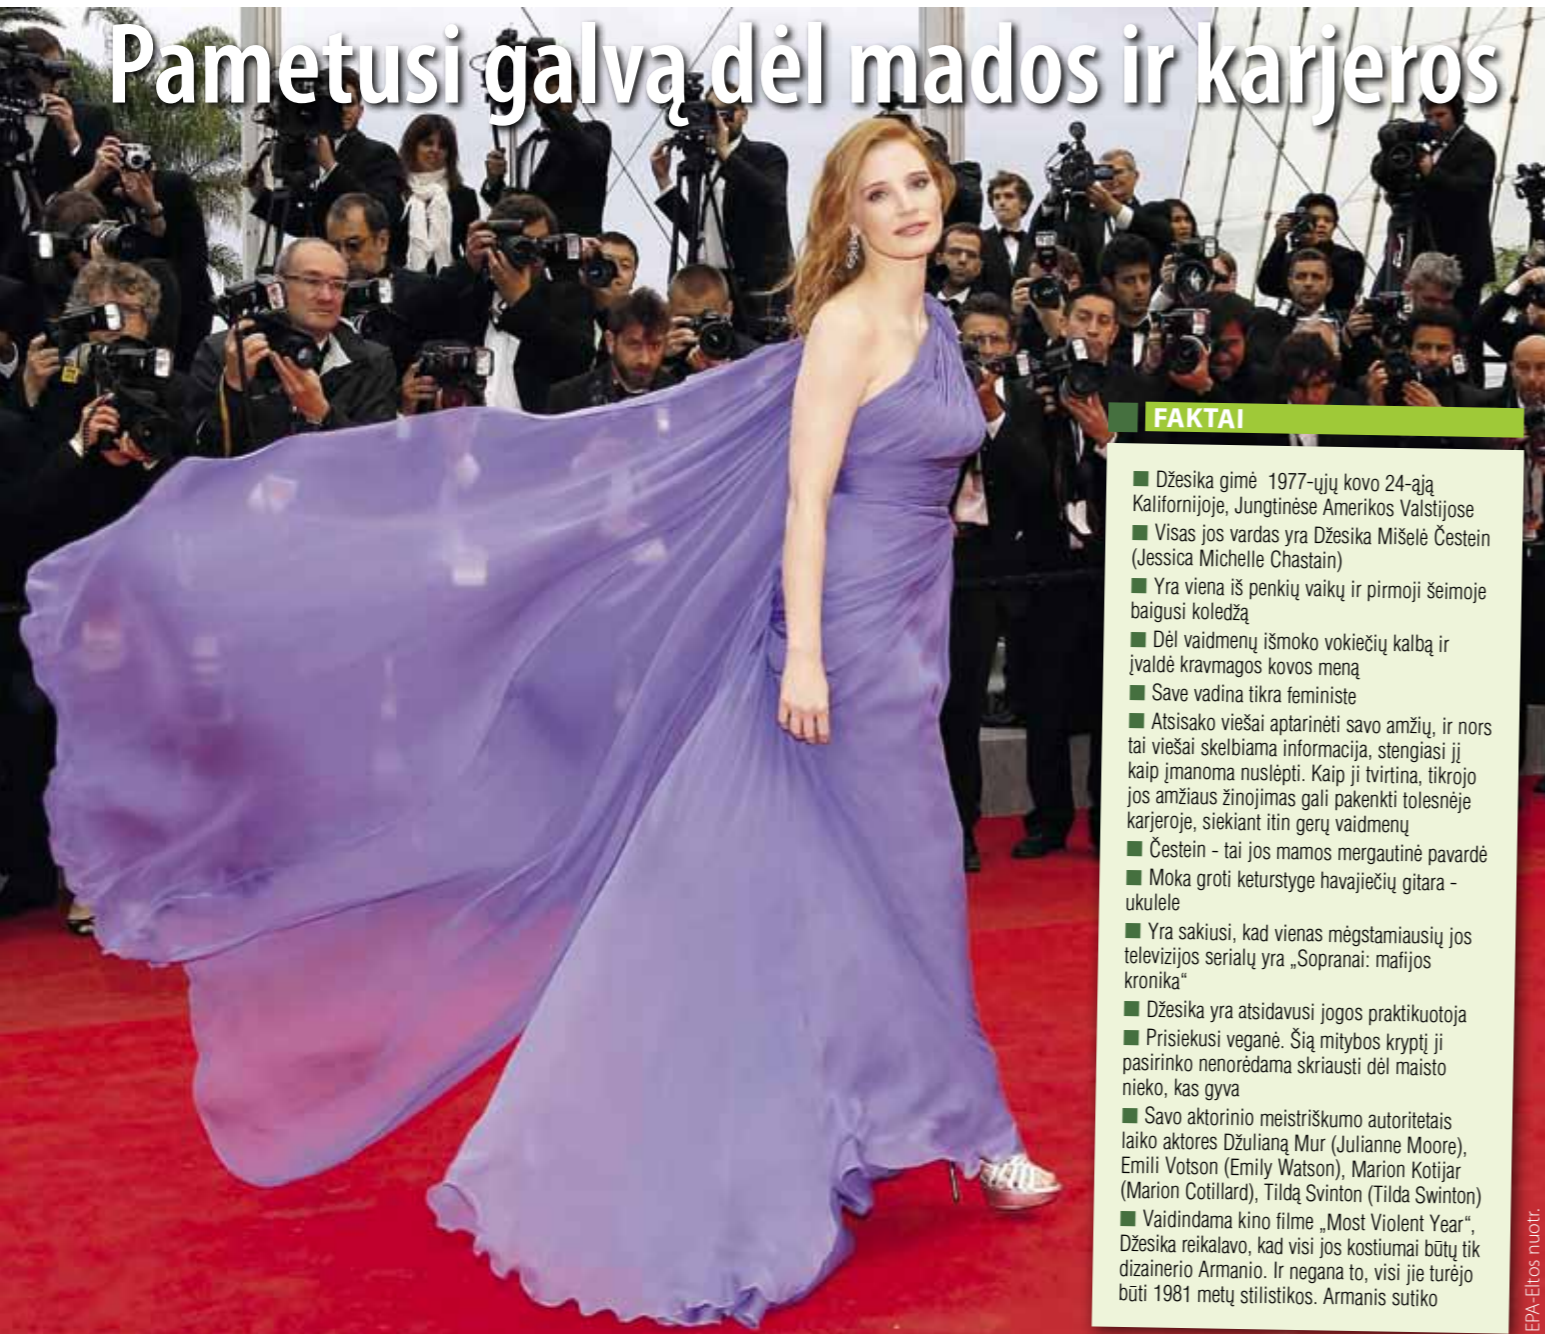 Pametusi galvą dėl mados ir karjeros
FAKTAI
■ Džesika gimė 1977-ųjų kovo 24-ąją
Kalifornijoje, Jungtinėse Amerikos Valstijose
■ Visas jos vardas yra Džesika Mišelė Čestein
(Jessica Michelle Chastain)
■ Yra viena iš penkių vaikų ir pirmoji šeimoje
baigusi koledžą
■ Dėl vaidmenų išmoko vokiečių kalbą ir
įvaldė kravmagos kovos meną
■ Save vadina tikra feministe
■ Atsisako viešai aptarinėti savo amžių, ir nors
tai viešai skelbiama informacija, stengiasi jį
kaip įmanoma nuslėpti. Kaip ji tvirtina, tikrojo
jos amžiaus žinojimas gali pakenkti tolesnėje
karjeroje, siekiant itin gerų vaidmenų
■ Čestein - tai jos mamos mergautinė pavardė
■ Moka groti keturstyge havajiečių gitara -
ukulele
■ Yra sakiusi, kad vienas mėgstamiausių jos
televizijos serialų yra „Sopranai: mafijos
kronika“
■ Džesika yra atsidavusi jogos praktikuotoja
■ Prisiekusi veganė. Šią mitybos kryptį ji
pasirinko nenorėdama skriausti dėl maisto
nieko, kas gyva
■ Savo aktorinio meistriškumo autoritetais
laiko aktores Džulianą Mur (Julianne Moore),
Emili Votson (Emily Watson), Marion Kotijar
(Marion Cotillard), Tildą Svinton (Tilda Swinton)
■ Vaidindama kino filme „Most Violent Year“,
Džesika reikalavo, kad visi jos kostiumai būtų tik
dizainerio Armanio. Ir negana to, visi jie turėjo
būti 1981 metų stilistikos. Armanis sutiko
EPA-Eltos nuotr.